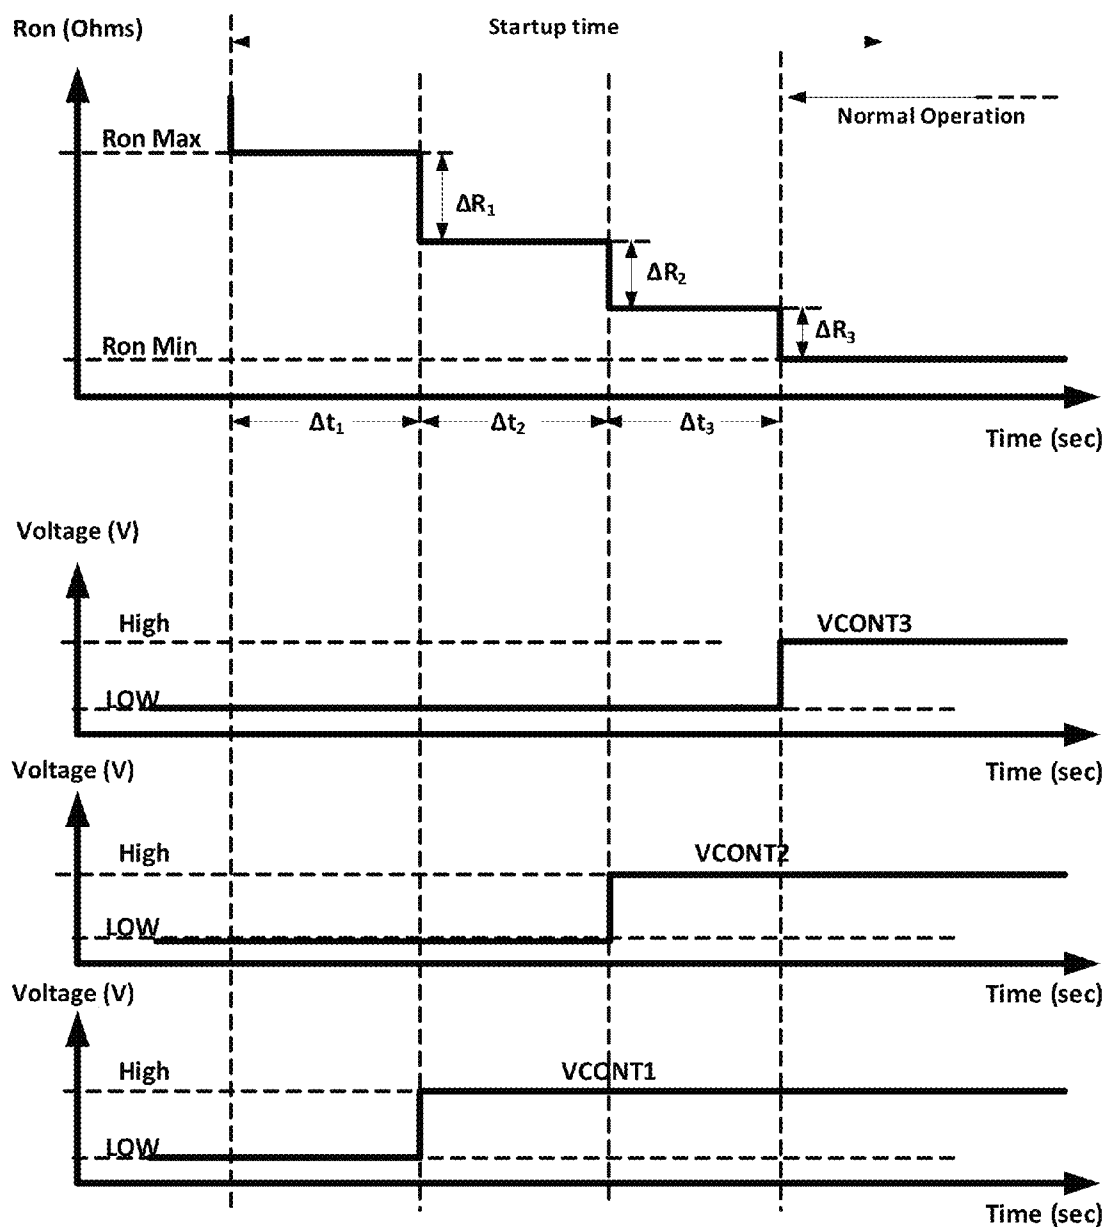 Ron (Ohms)
Startup time
Normal Operation
Ron Max
ΔR1
ΔR2
ΔR3
Ron Min
Δt1
Δt2
Δt3
Time (sec)
Voltage (V)
High
VCONT3
LOW
Time (sec)
Voltage (V)
High
VCONT2
LOW
Time (sec)
Voltage (V)
High
VCONT1
LOW
Time (sec)